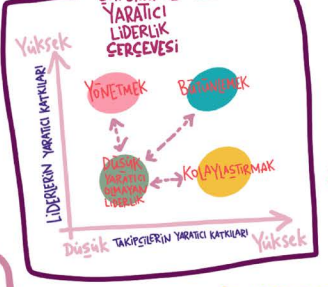 YARATICI
LİDERLİK
ÇERÇEVESİ
Yüksek
YÖNETMEK
BÜTÜNLEMEK
LİDERLERİN YARATICI KATKILARI
DÜŞÜK
YARATICI
OLMAYAN
LİDERLİK
KOLAYLAŞTIRMAK
Düşük TAKİPÇİLERİN YARATICI KATKILARI Yüksek